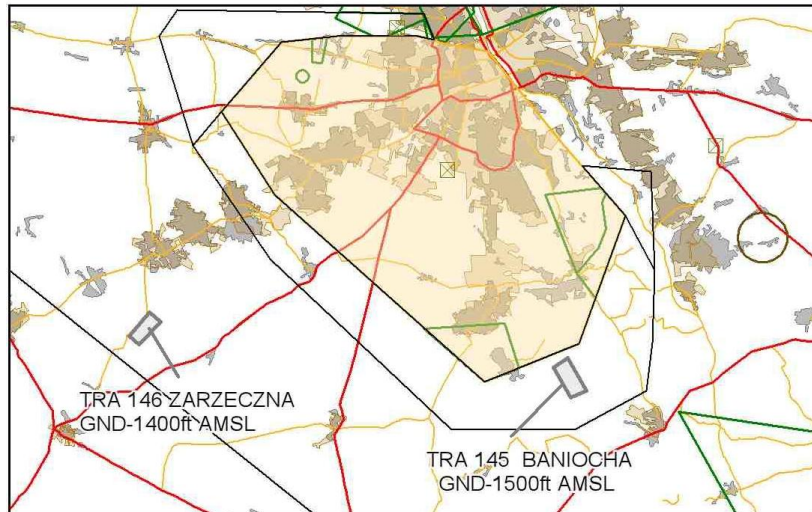 TRA 146 ZARZECZNA
GND-1400ft AMSL
TRA 145 BANIOCHA
GND-1500ft AMSL